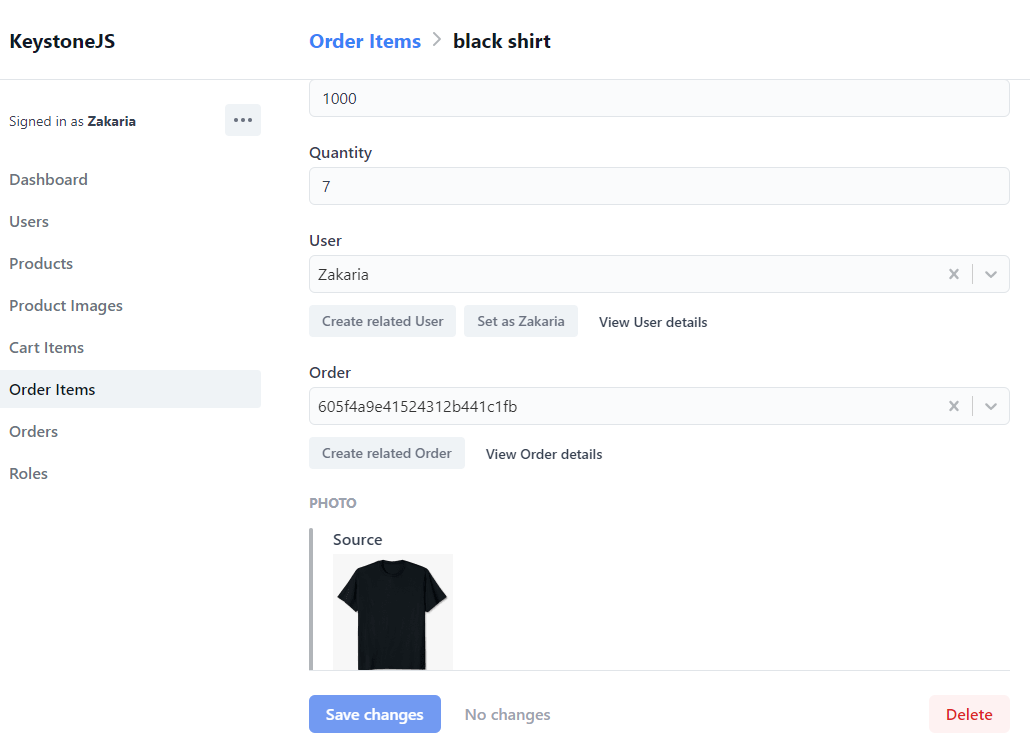 KeystoneJS
Order Items > black shirt
Signed in as Zakaria
Dashboard
Users
Products
Product Images
Cart Items
Order Items
Orders
Roles
1000
Quantity
7
User
Zakaria
Create related User Set as Zakaria View User details
Order
605f4a9e41524312b441c1fb
Create related Order View Order details
PHOTO
Source
Save changes No changes Delete